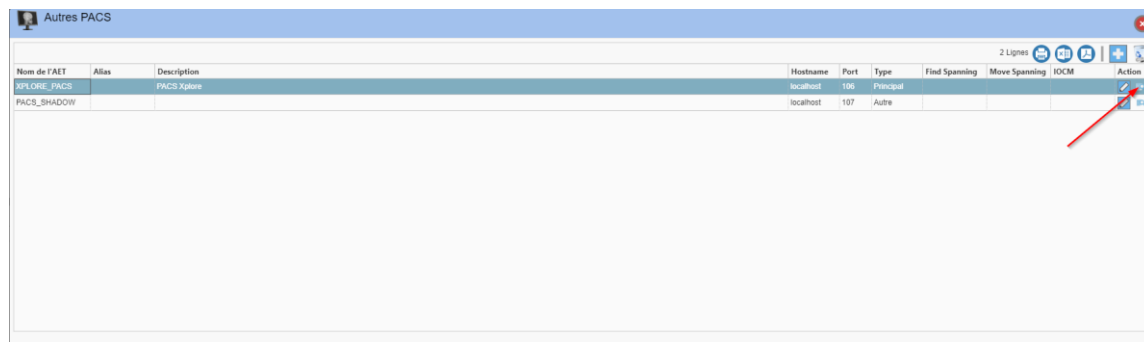 Autres PACS
2 Lignes
Nom de l'AET Alias Description Hostname Port Type Find Spanning Move Spanning IOCM Action
XPLORE_PACS PACS Xplore localhost 106 Principal
PACS_SHADOW localhost 107 Autre